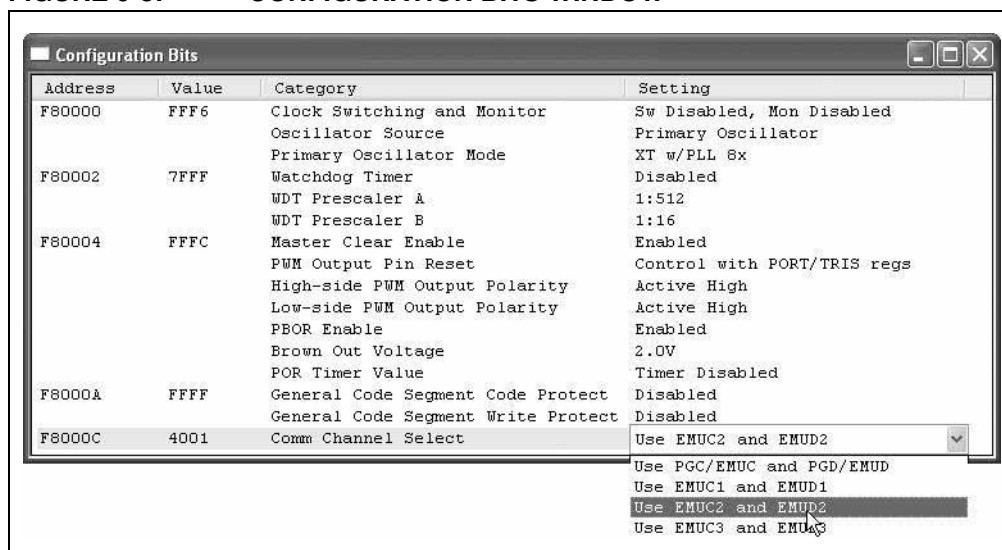 Configuration Bits
Address Value Category Setting
F80000 FFF6 Clock Switching and Monitor Sw Disabled, Mon Disabled
Oscillator Source Primary Oscillator
Primary Oscillator Mode XT w/PLL 8x
F80002 7FFF Watchdog Timer Disabled
WDT Prescaler A 1:512
WDT Prescaler B 1:16
F80004 FFFC Master Clear Enable Enabled
PWM Output Pin Reset Control with PORT/TRIS regs
High-side PWM Output Polarity Active High
Low-side PWM Output Polarity Active High
PBOR Enable Enabled
Brown Out Voltage 2.0V
POR Timer Value Timer Disabled
F8000A FFFF General Code Segment Code Protect Disabled
General Code Segment Write Protect Disabled
F8000C 4001 Comm Channel Select Use EMUC2 and EMUD2
Use PGC/EMUC and PGD/EMUD
Use EMUC1 and EMUD1
Use EMUC2 and EMUD2
Use EMUC3 and EMUD3